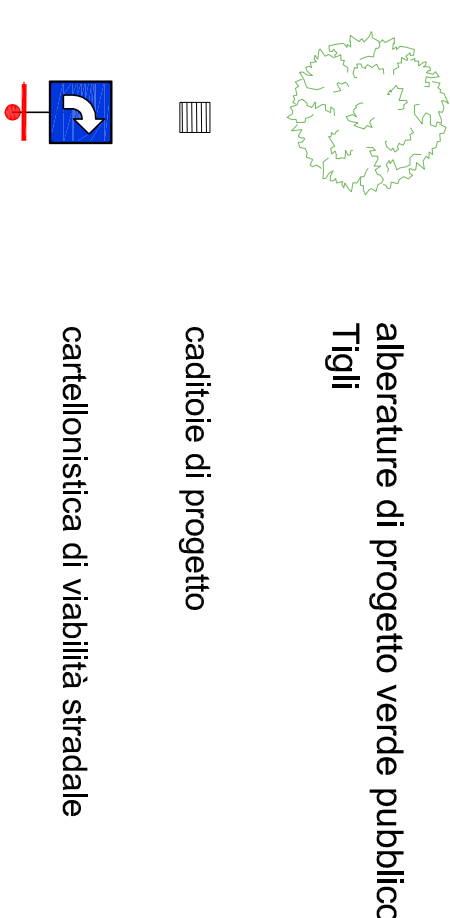 alberature di progetto verde pubblico
Tigli
caditoie di progetto
cartellonistica di viabilità stradale